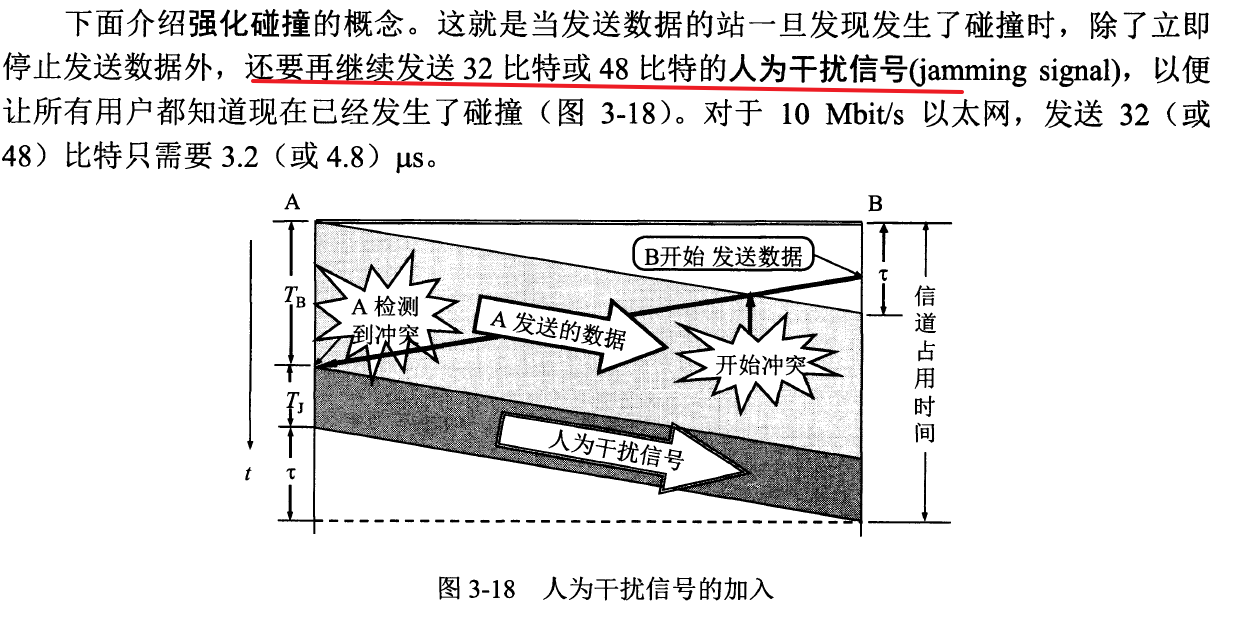 下面介绍强化碰撞的概念。这就是当发送数据的站一旦发现发生了碰撞时，除了立即
停止发送数据外，还要再继续发送 32 比特或 48 比特的人为干扰信号(jamming signal)，以便
让所有用户都知道现在已经发生了碰撞（图 3-18）。对于 10 Mbit/s 以太网，发送 32（或
48）比特只需要 3.2（或 4.8）μs。
A
B
B开始 发送数据
τ
TB
A 检测
到冲突
A 发送的数据
开始冲突
信道占用时间
TJ
人为干扰信号
t
τ
图 3-18 人为干扰信号的加入